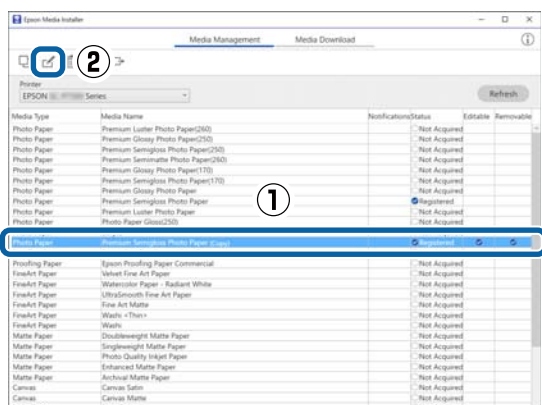 Epson Media Installer
Media Management Media Download
②
Printer
EPSON Series Refresh
Media Type Media Name Notifications Status Editable Removable
Photo Paper Premium Luster Photo Paper(260) Not Acquired
Photo Paper Premium Glossy Photo Paper(250) Not Acquired
Photo Paper Premium Semigloss Photo Paper(250) Not Acquired
Photo Paper Premium Semimatte Photo Paper(260) Not Acquired
Photo Paper Premium Glossy Photo Paper(170) Not Acquired
Photo Paper Premium Semigloss Photo Paper(170) Not Acquired
Photo Paper Premium Glossy Photo Paper Not Acquired
Photo Paper Premium Semigloss Photo Paper Registered
①
Photo Paper Premium Luster Photo Paper Not Acquired
Photo Paper Photo Paper Gloss(250) Not Acquired
Photo Paper Premium Semigloss Photo Paper (Copy) Registered
Proofing Paper Epson Proofing Paper Commercial Not Acquired
FineArt Paper Velvet Fine Art Paper Not Acquired
FineArt Paper Watercolor Paper - Radiant White Not Acquired
FineArt Paper UltraSmooth Fine Art Paper Not Acquired
FineArt Paper Fine Art Matte Not Acquired
FineArt Paper Washi <Thin> Not Acquired
FineArt Paper Washi Not Acquired
Matte Paper Doubleweight Matte Paper Not Acquired
Matte Paper Singleweight Matte Paper Not Acquired
Matte Paper Photo Quality Inkjet Paper Not Acquired
Matte Paper Enhanced Matte Paper Not Acquired
Matte Paper Archival Matte Paper Not Acquired
Canvas Canvas Satin Not Acquired
Canvas Canvas Matte Not Acquired